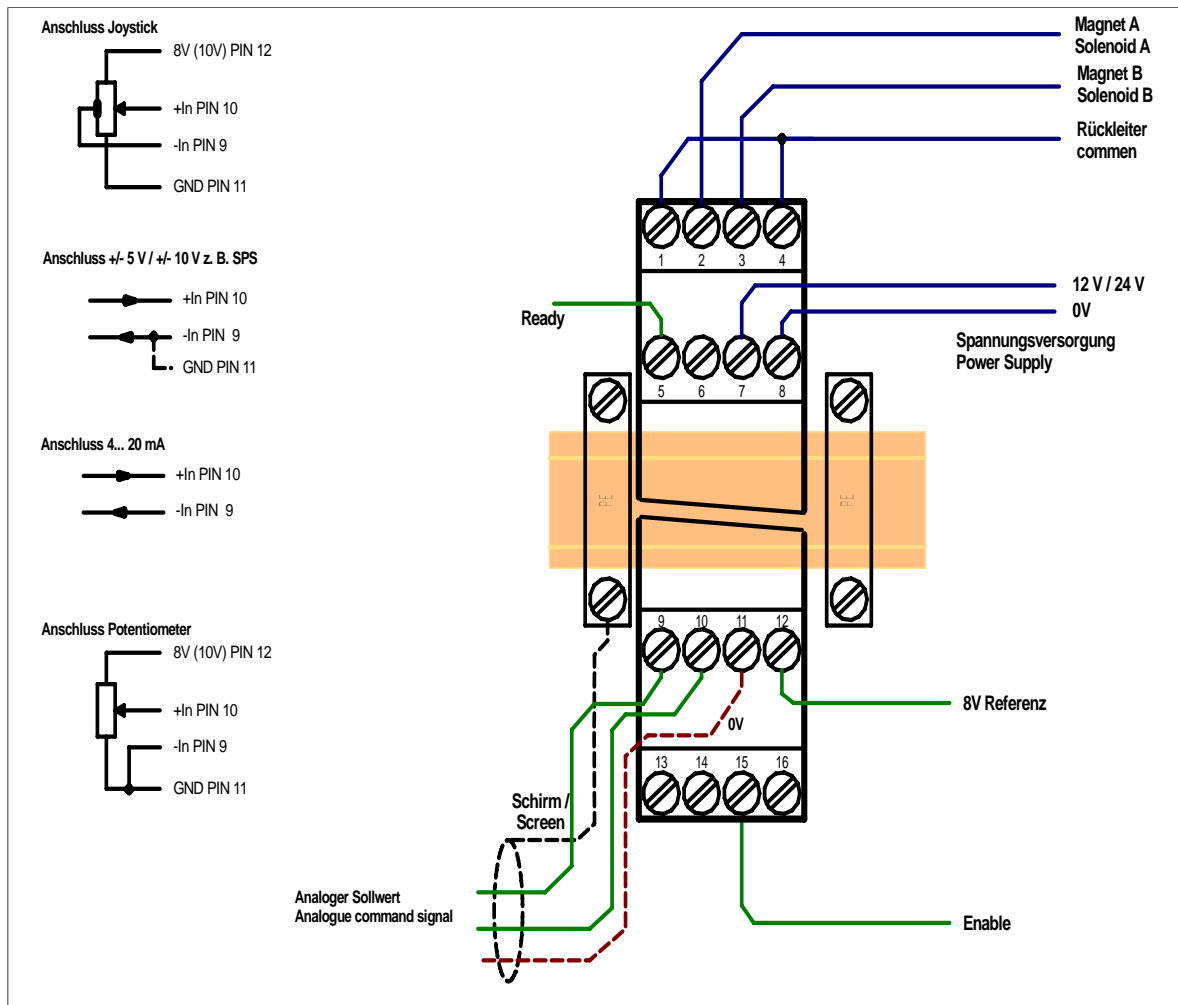 Anschluss Joystick
8V (10V) PIN 12
+In PIN 10
-In PIN 9
GND PIN 11
Anschluss +/- 5 V / +/- 10 V z. B. SPS
+In PIN 10
-In PIN 9
GND PIN 11
Anschluss 4... 20 mA
+In PIN 10
-In PIN 9
Anschluss Potentiometer
8V (10V) PIN 12
+In PIN 10
-In PIN 9
GND PIN 11
Magnet A
Solenoid A
Magnet B
Solenoid B
Rückleiter
commen
1 2 3 4
12 V / 24 V
0V
Spannungsversorgung
Power Supply
Ready
5 6 7 8
PE
PE
9 10 11 12
8V Referenz
0V
13 14 15 16
Schirm /
Screen
Analoger Sollwert
Analogue command signal
Enable